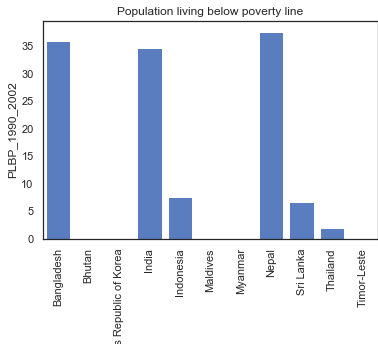 Population living below poverty line
PLBP_1990_2002
35
30
25
20
15
10
5
0
Bangladesh
Bhutan
s Republic of Korea
India
Indonesia
Maldives
Myanmar
Nepal
Sri Lanka
Thailand
Timor-Leste